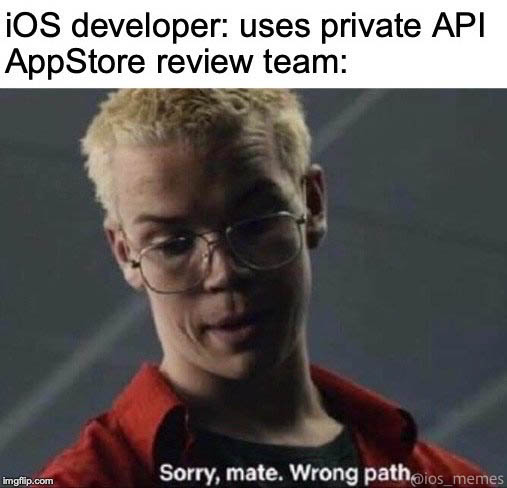 iOS developer: uses private API
AppStore review team:
Sorry, mate. Wrong path.
@ios_memes
imgflip.com